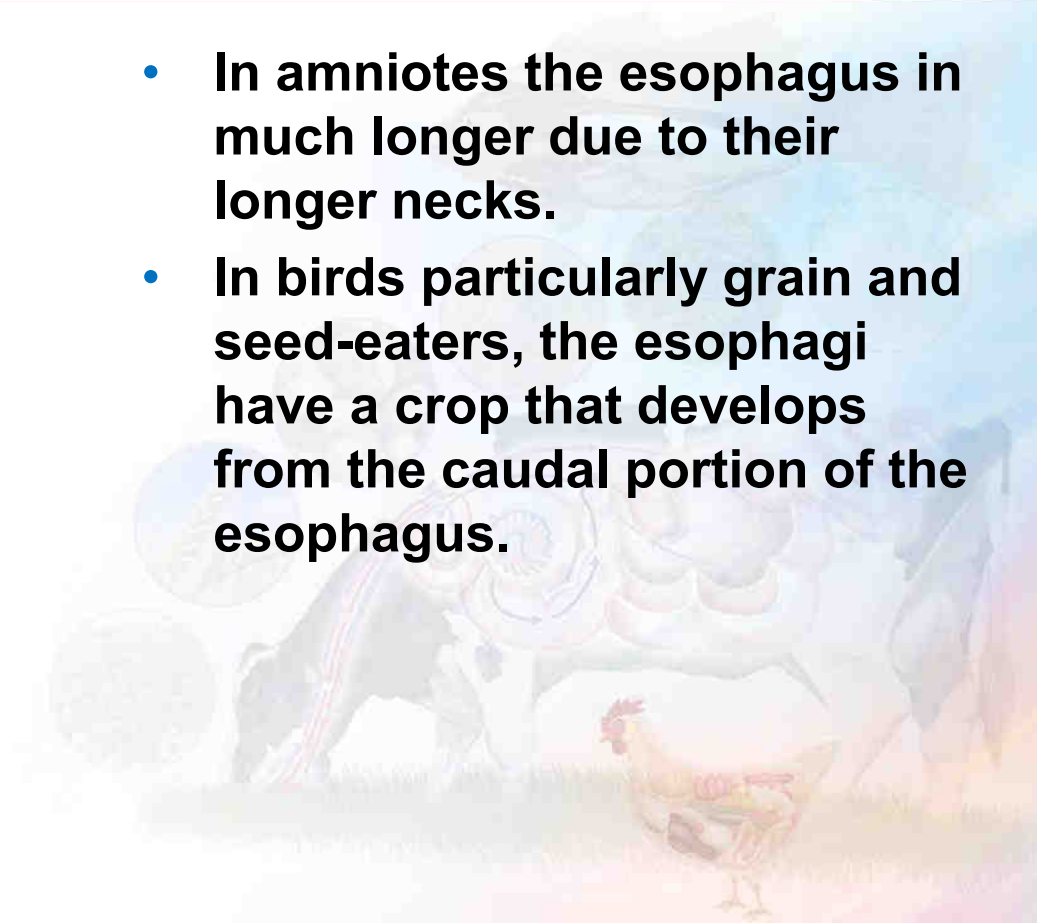 • In amniotes the esophagus in
much longer due to their
longer necks.
• In birds particularly grain and
seed-eaters, the esophagi
have a crop that develops
from the caudal portion of the
esophagus.